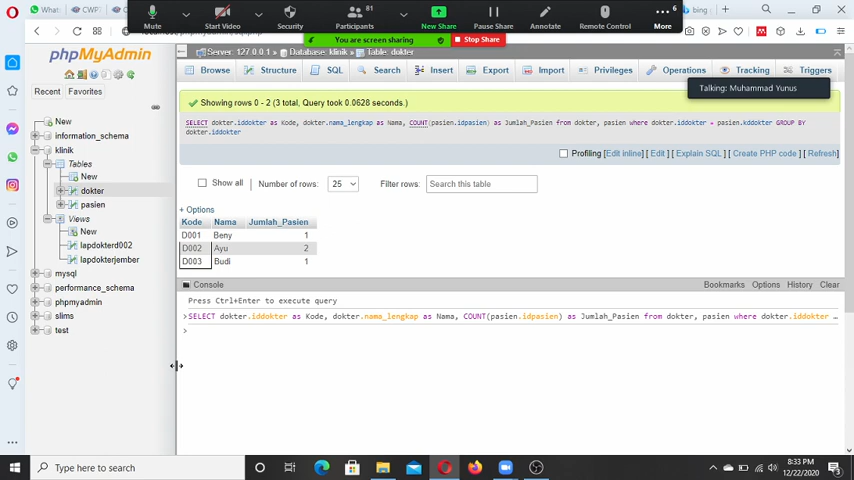 Whats
CWP
C
bing
6
81
Mute
Start Video
Security
Participants
New Share
Pause Share
Annotate
Remote Control
More
You are screen sharing
Stop Share
phpMyAdmin
Server: 127.0.0.1 » Database: klinik » Table: dokter
Browse
Structure
SQL
Search
Insert
Export
Import
Privileges
Operations
Tracking
Triggers
Talking: Muhammad Yunus
Recent
Favorites
New
information_schema
klinik
Tables
New
dokter
pasien
Views
New
lapdokterd002
lapdokterjember
mysql
performance_schema
phpmyadmin
slims
test
Showing rows 0 - 2 (3 total, Query took 0.0628 seconds.)
SELECT dokter.iddokter as Kode, dokter.nama_lengkap as Nama, COUNT(pasien.idpasien) as Jumlah_Pasien from dokter, pasien where dokter.iddokter = pasien.kddokter GROUP BY
dokter.iddokter
Profiling [Edit inline] [ Edit ] [ Explain SQL ] [ Create PHP code ] [ Refresh]
Show all
Number of rows:
25
Filter rows:
Search this table
+ Options
Kode Nama Jumlah_Pasien
D001 Beny 1
D002 Ayu 2
D003 Budi 1
Console
Bookmarks
Options
History
Clear
Press Ctrl+Enter to execute query
>SELECT dokter.iddokter as Kode, dokter.nama_lengkap as Nama, COUNT(pasien.idpasien) as Jumlah_Pasien from dokter, pasien where dokter.iddokter ...
>
Type here to search
8:33 PM
12/22/2020
3